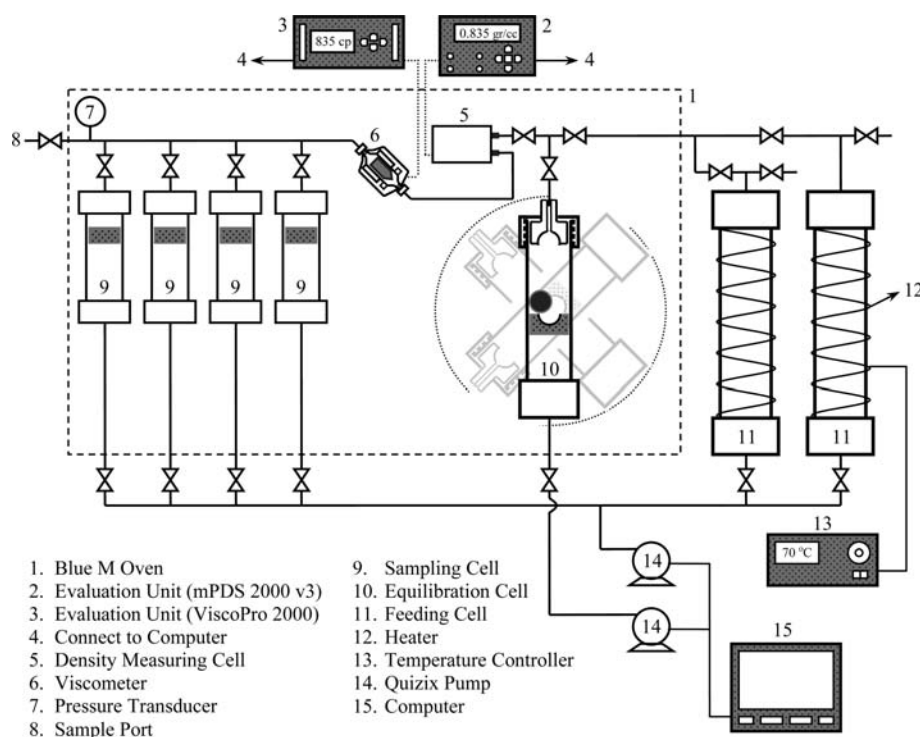 3
835 cp
0.835 gr/cc
2
4
4
1
7
5
8
6
9
9
9
9
10
12
11
11
13
70 °C
14
14
15
1. Blue M Oven
2. Evaluation Unit (mPDS 2000 v3)
3. Evaluation Unit (ViscoPro 2000)
4. Connect to Computer
5. Density Measuring Cell
6. Viscometer
7. Pressure Transducer
8. Sample Port
9. Sampling Cell
10. Equilibration Cell
11. Feeding Cell
12. Heater
13. Temperature Controller
14. Quizix Pump
15. Computer